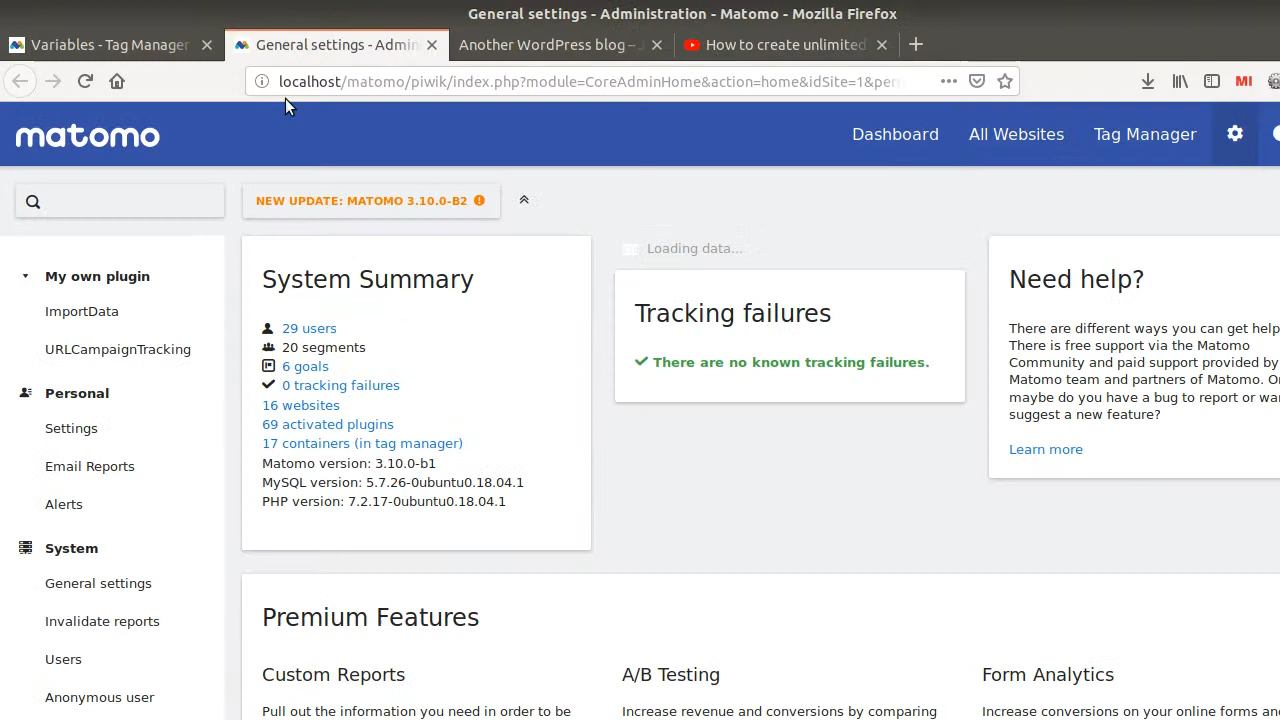 General settings - Administration - Matomo - Mozilla Firefox
Variables - Tag Manager
General settings - Admin
Another WordPress blog –
How to create unlimited
localhost/matomo/piwik/index.php?module=CoreAdminHome&action=home&idSite=1&per
MI
matomo
Dashboard
All Websites
Tag Manager
NEW UPDATE: MATOMO 3.10.0-B2
My own plugin
ImportData
URLCampaignTracking
Personal
Settings
Email Reports
Alerts
System
General settings
Invalidate reports
Users
Anonymous user
System Summary
29 users
20 segments
6 goals
0 tracking failures
16 websites
69 activated plugins
17 containers (in tag manager)
Matomo version: 3.10.0-b1
MySQL version: 5.7.26-0ubuntu0.18.04.1
PHP version: 7.2.17-0ubuntu0.18.04.1
Loading data...
Tracking failures
There are no known tracking failures.
Need help?
There are different ways you can get help
There is free support via the Matomo
Community and paid support provided by
Matomo team and partners of Matomo. O
maybe do you have a bug to report or wa
suggest a new feature?
Learn more
Premium Features
Custom Reports
Pull out the information you need in order to be
A/B Testing
Increase revenue and conversions by comparing
Form Analytics
Increase conversions on your online forms an